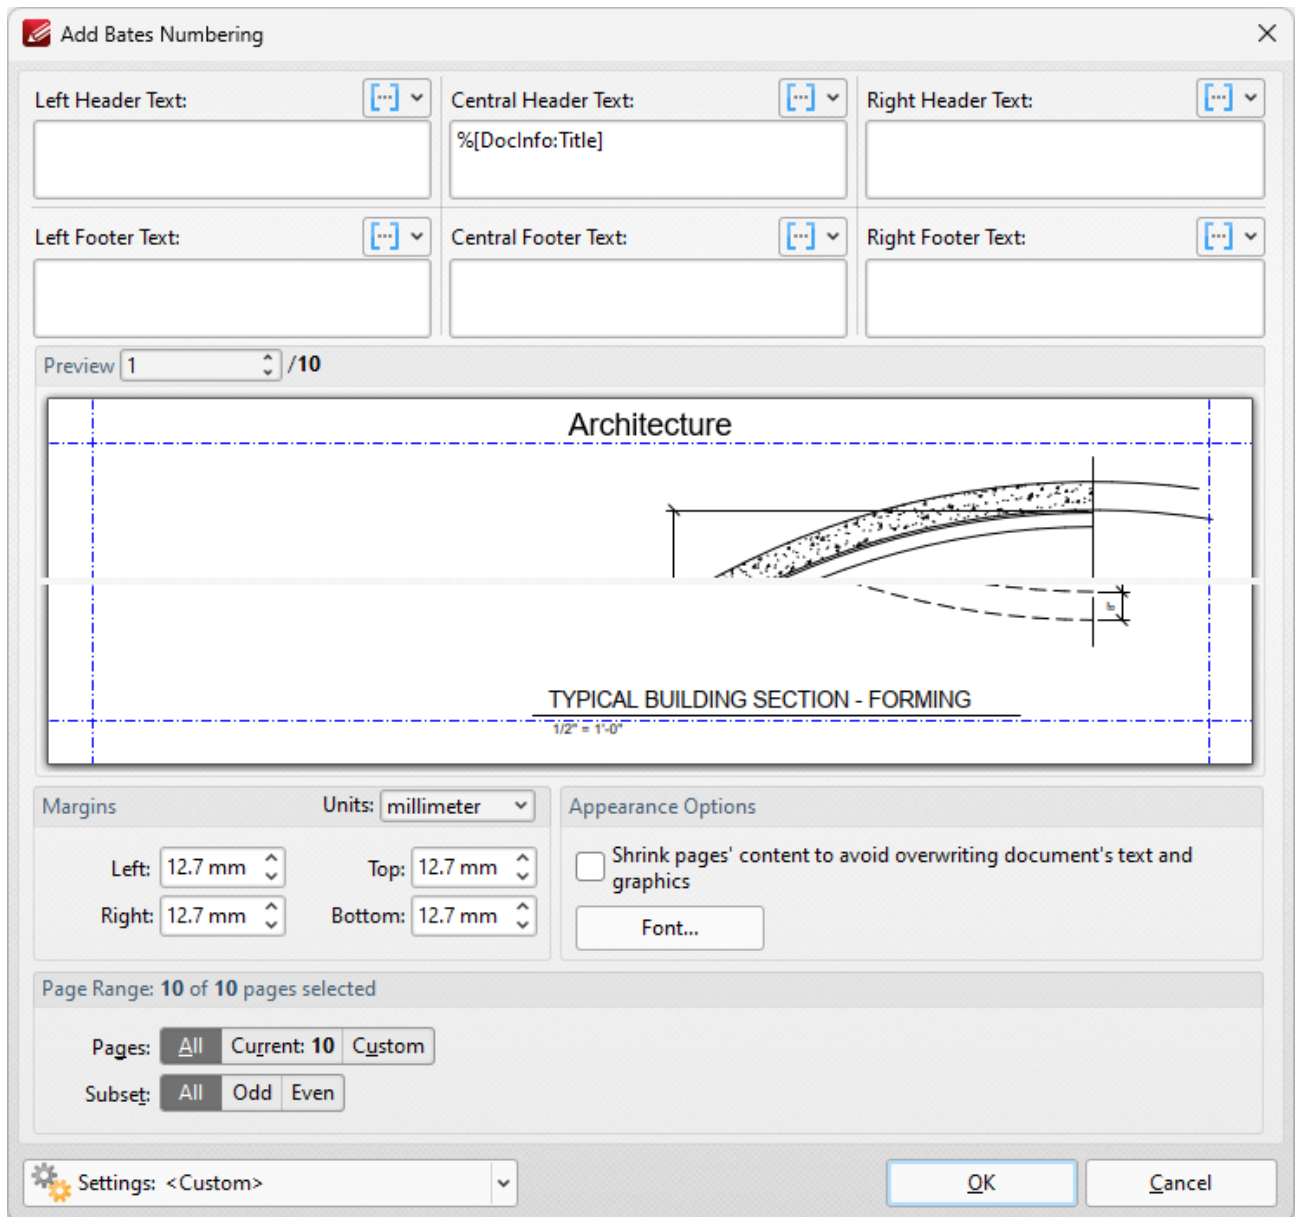 Add Bates Numbering
Left Header Text:
Central Header Text:
Right Header Text:
%[DocInfo:Title]
Left Footer Text:
Central Footer Text:
Right Footer Text:
Preview 1 /10
Architecture
8"
TYPICAL BUILDING SECTION - FORMING
1/2" = 1'-0"
Margins
Units: millimeter
Left: 12.7 mm
Top: 12.7 mm
Right: 12.7 mm
Bottom: 12.7 mm
Appearance Options
Shrink pages' content to avoid overwriting document's text and
graphics
Font...
Page Range: 10 of 10 pages selected
Pages: All Current: 10 Custom
Subset: All Odd Even
Settings: <Custom>
OK
Cancel